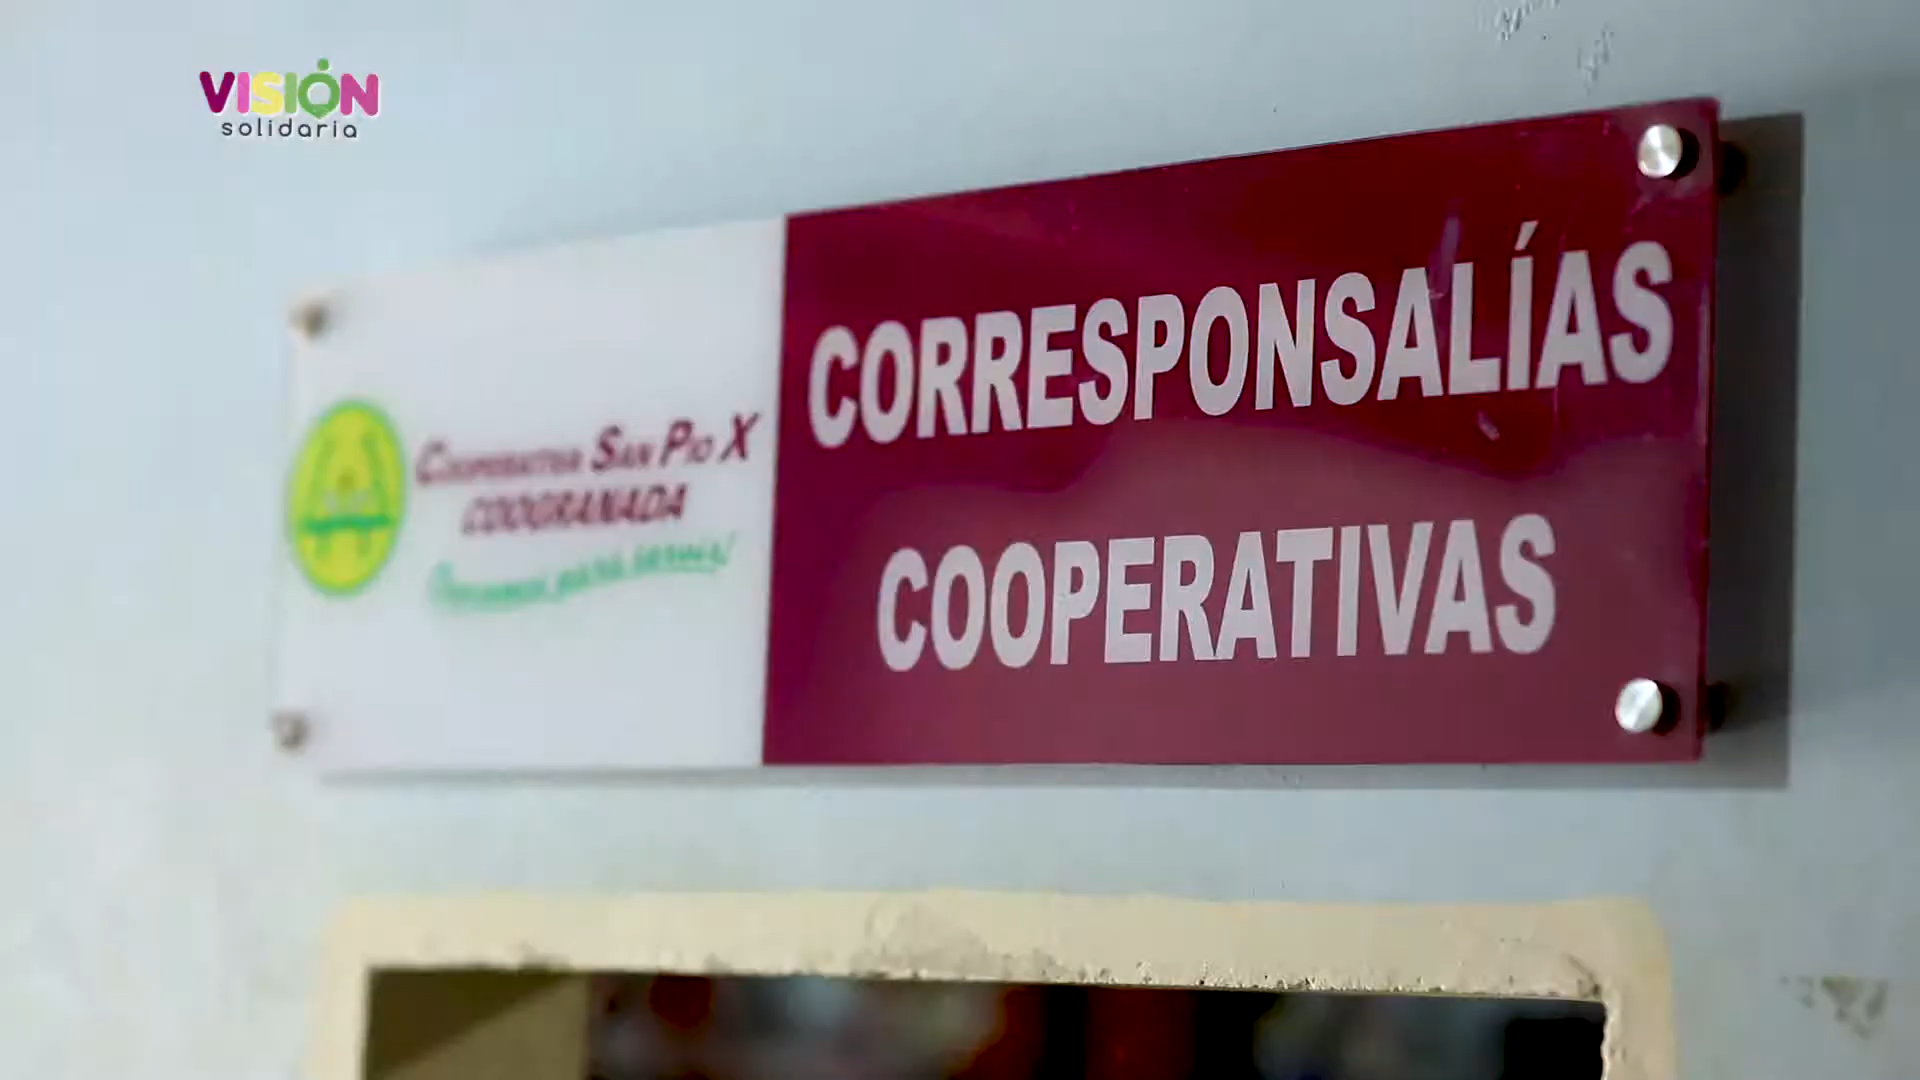 VISIÓN
solidaria
CORRESPONSALÍAS
COOPERATIVAS
COOPERATIVA SAN PIO X
COOGRANADA